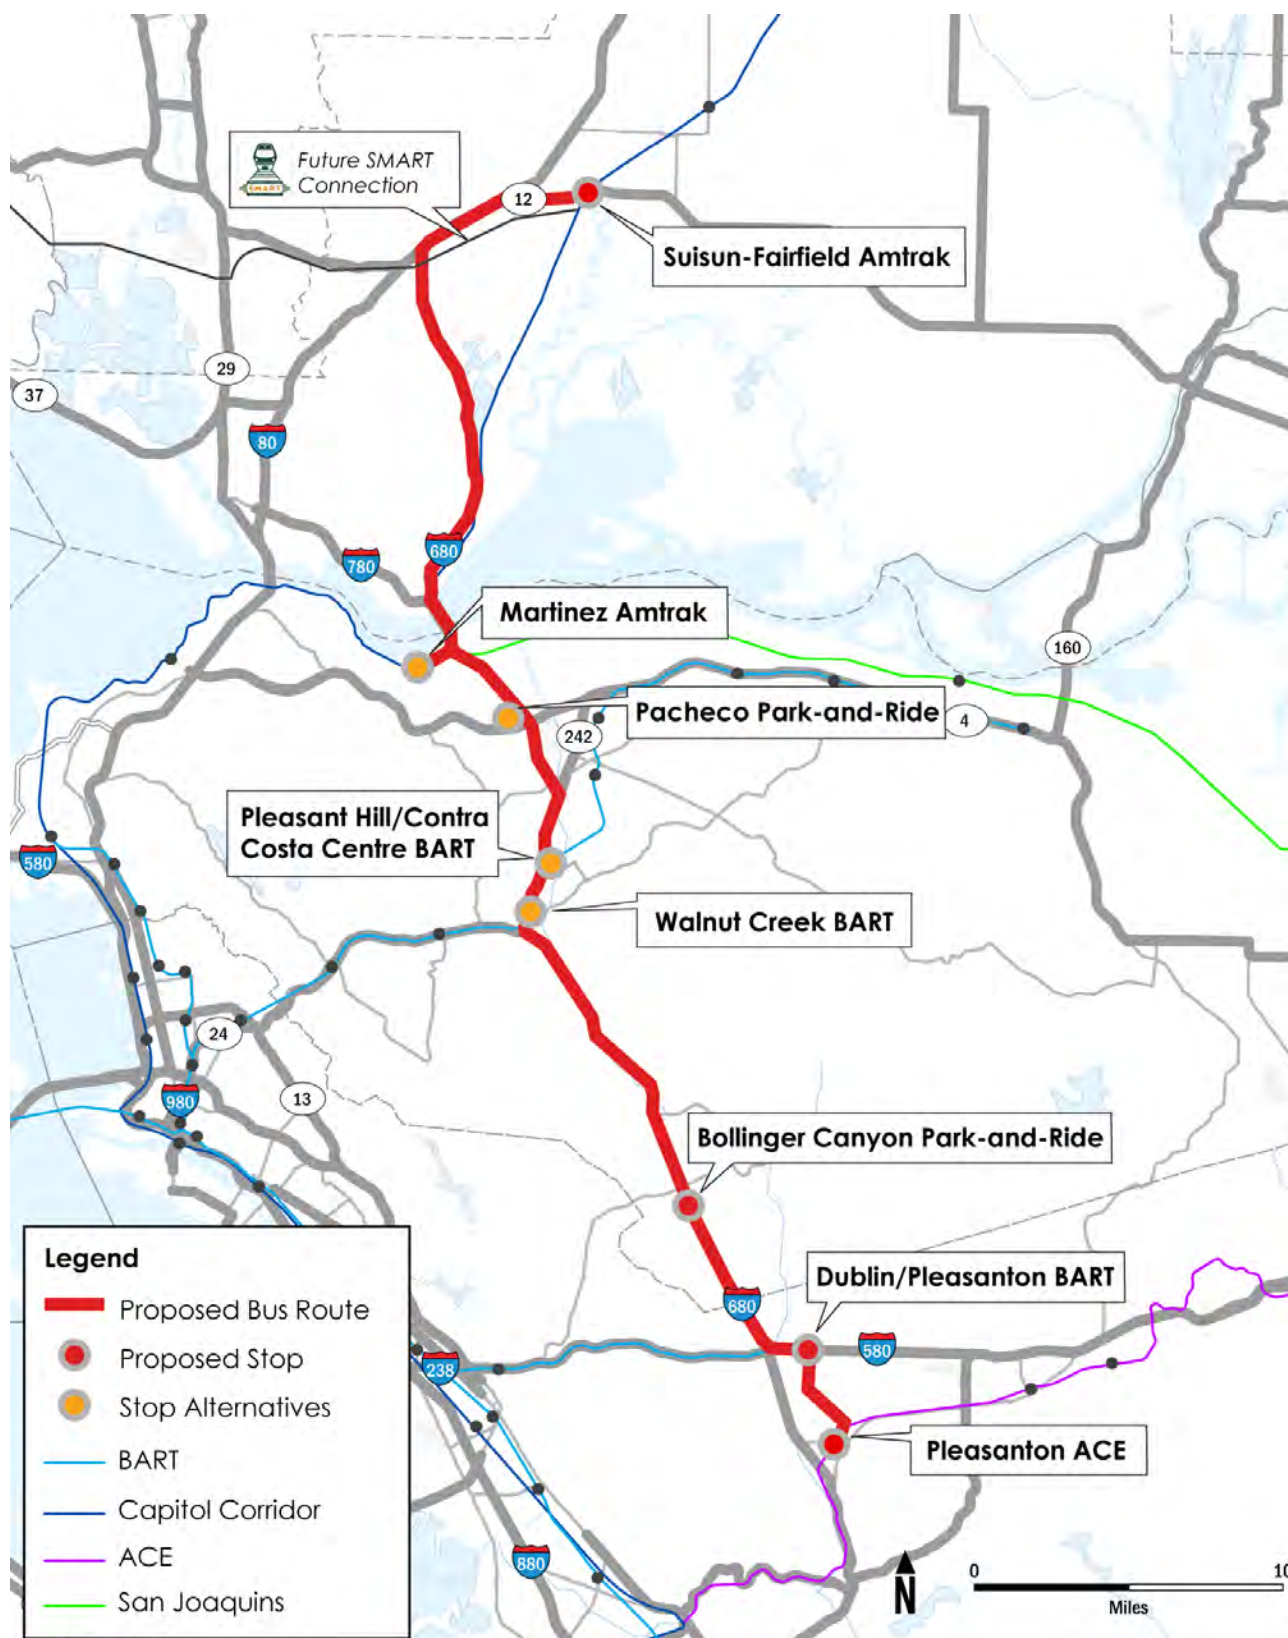 Future SMART
Connection
SMART
12
Suisun-Fairfield Amtrak
29
37
80
680
780
Martinez Amtrak
160
Pacheco Park-and-Ride
4
242
Pleasant Hill/Contra
Costa Centre BART
580
Walnut Creek BART
24
980
13
Bollinger Canyon Park-and-Ride
Dublin/Pleasanton BART
680
580
238
Pleasanton ACE
880
Legend
Proposed Bus Route
Proposed Stop
Stop Alternatives
BART
Capitol Corridor
ACE
San Joaquins
N
0
10
Miles